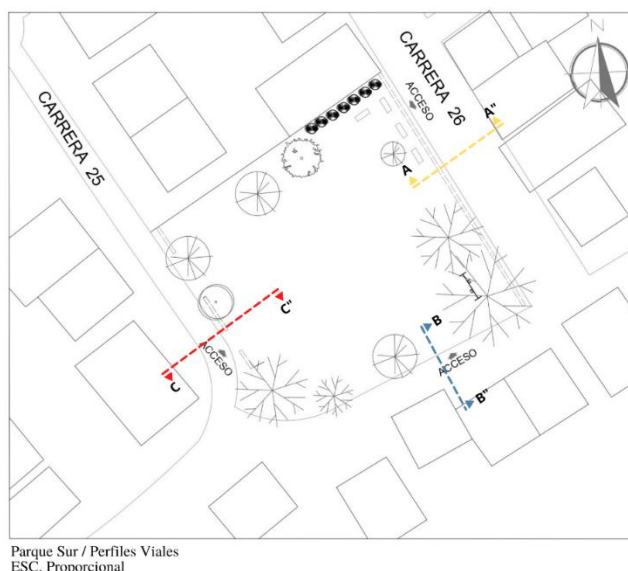 N
CARRERA 26
ACCESO
A"
A
CARRERA 25
C"
B
ACCESO
ACCESO
C
B"
Parque Sur / Perfiles Viales
ESC. Proporcional